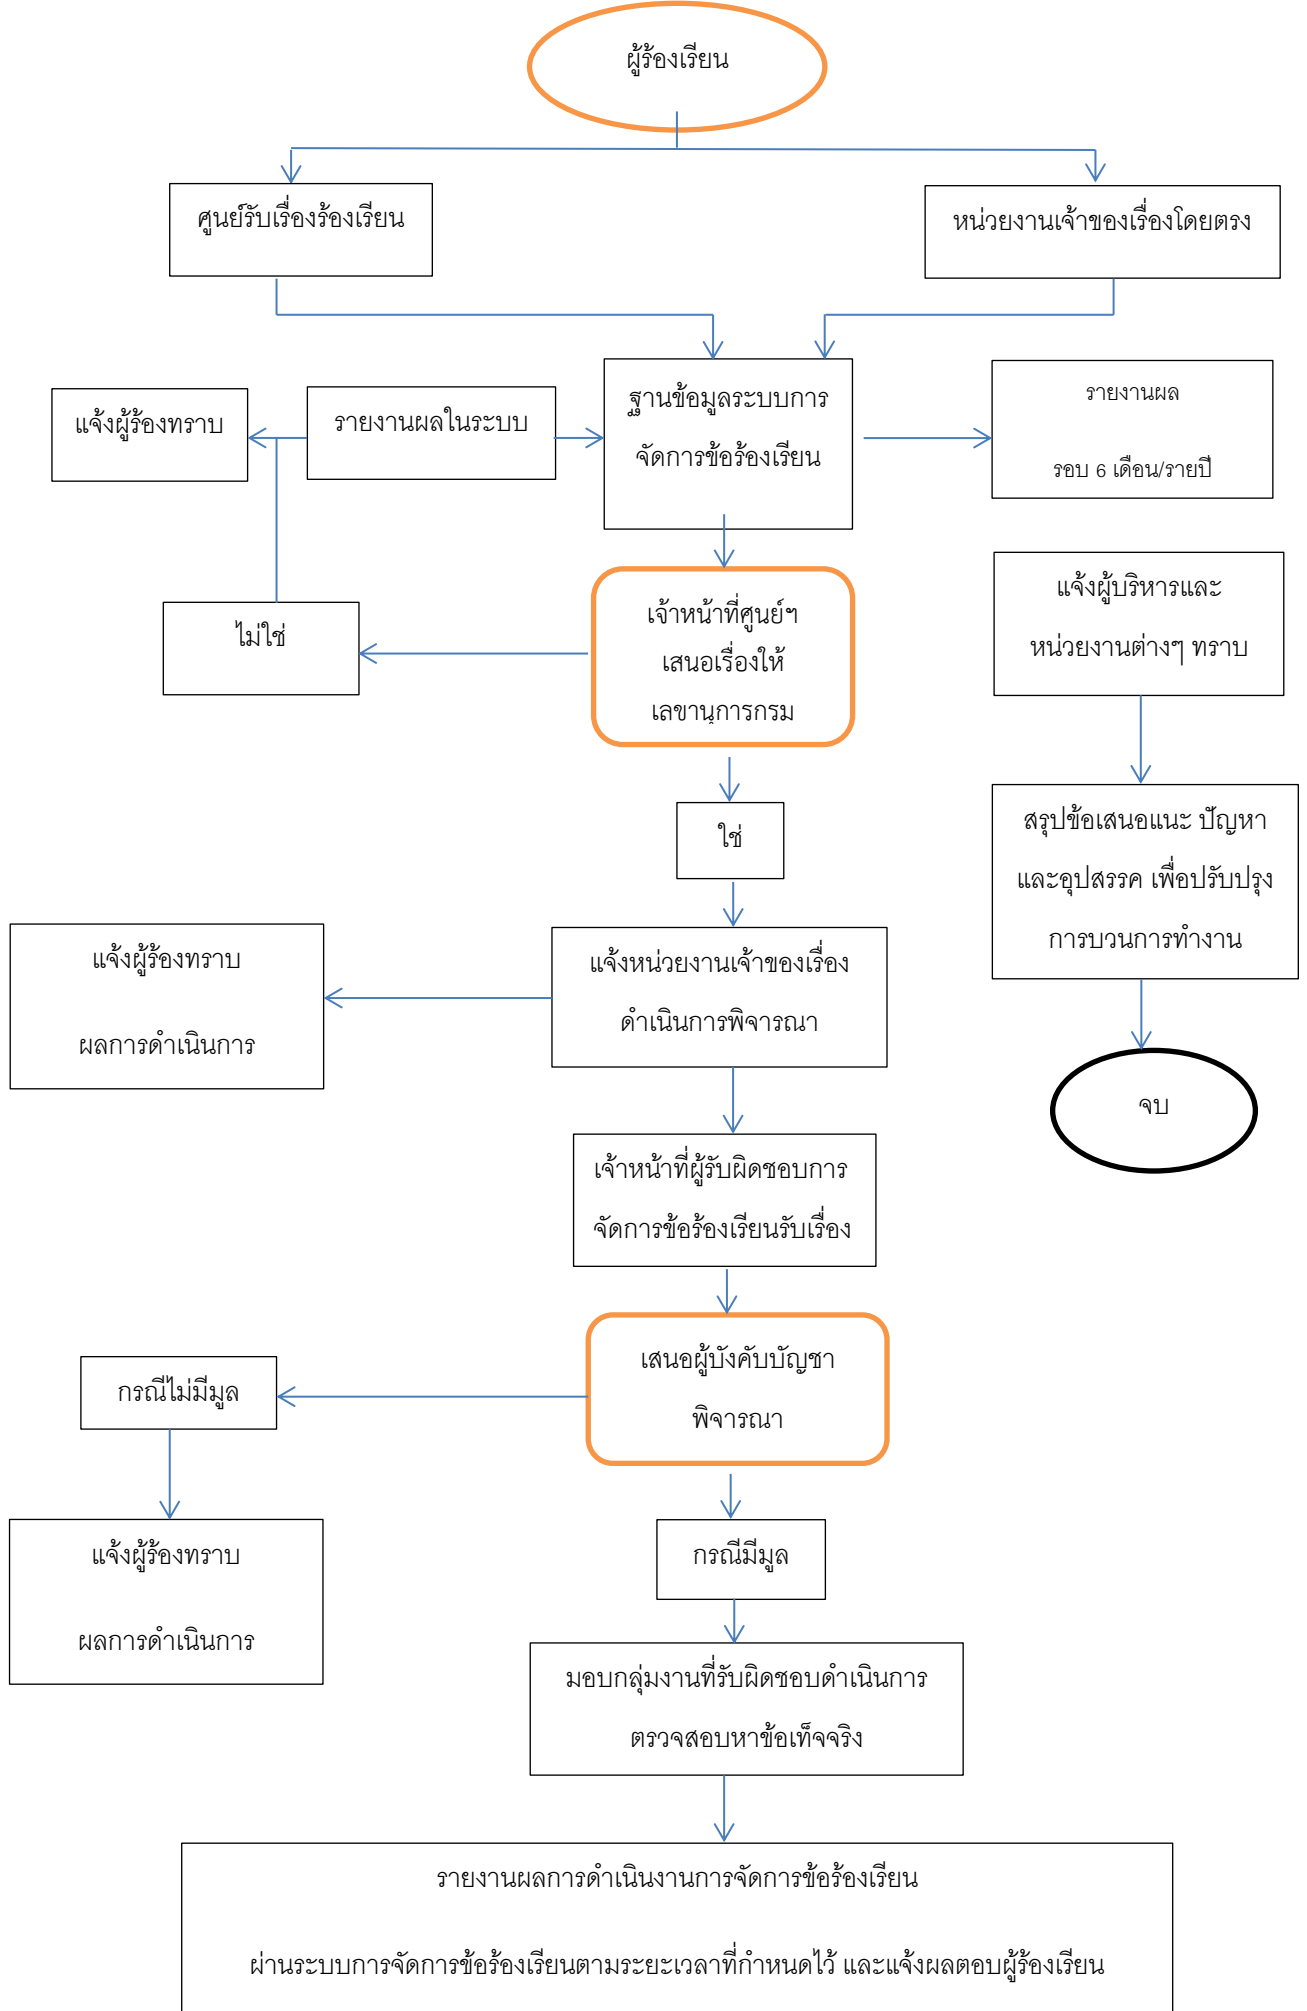 ผู้ร้องเรียน
ศูนย์รับเรื่องร้องเรียน
หน่วยงานเจ้าของเรื่องโดยตรง
แจ้งผู้ร้องทราบ
รายงานผลในระบบ
ฐานข้อมูลระบบการ
จัดการข้อร้องเรียน
รายงานผล
รอบ 6 เดือน/รายปี
ไม่ใช่
เจ้าหน้าที่ศูนย์ฯ
เสนอเรื่องให้
เลขานุการกรม
แจ้งผู้บริหารและ
หน่วยงานต่างๆ ทราบ
ใช่
สรุปข้อเสนอแนะ ปัญหา
และอุปสรรค เพื่อปรับปรุง
การบวนการทำงาน
แจ้งผู้ร้องทราบ
ผลการดำเนินการ
แจ้งหน่วยงานเจ้าของเรื่อง
ดำเนินการพิจารณา
จบ
เจ้าหน้าที่ผู้รับผิดชอบการ
จัดการข้อร้องเรียนรับเรื่อง
กรณีไม่มีมูล
เสนอผู้บังคับบัญชา
พิจารณา
แจ้งผู้ร้องทราบ
ผลการดำเนินการ
กรณีมีมูล
มอบกลุ่มงานที่รับผิดชอบดำเนินการ
ตรวจสอบหาข้อเท็จจริง
รายงานผลการดำเนินงานการจัดการข้อร้องเรียน
ผ่านระบบการจัดการข้อร้องเรียนตามระยะเวลาที่กำหนดไว้ และแจ้งผลตอบผู้ร้องเรียน